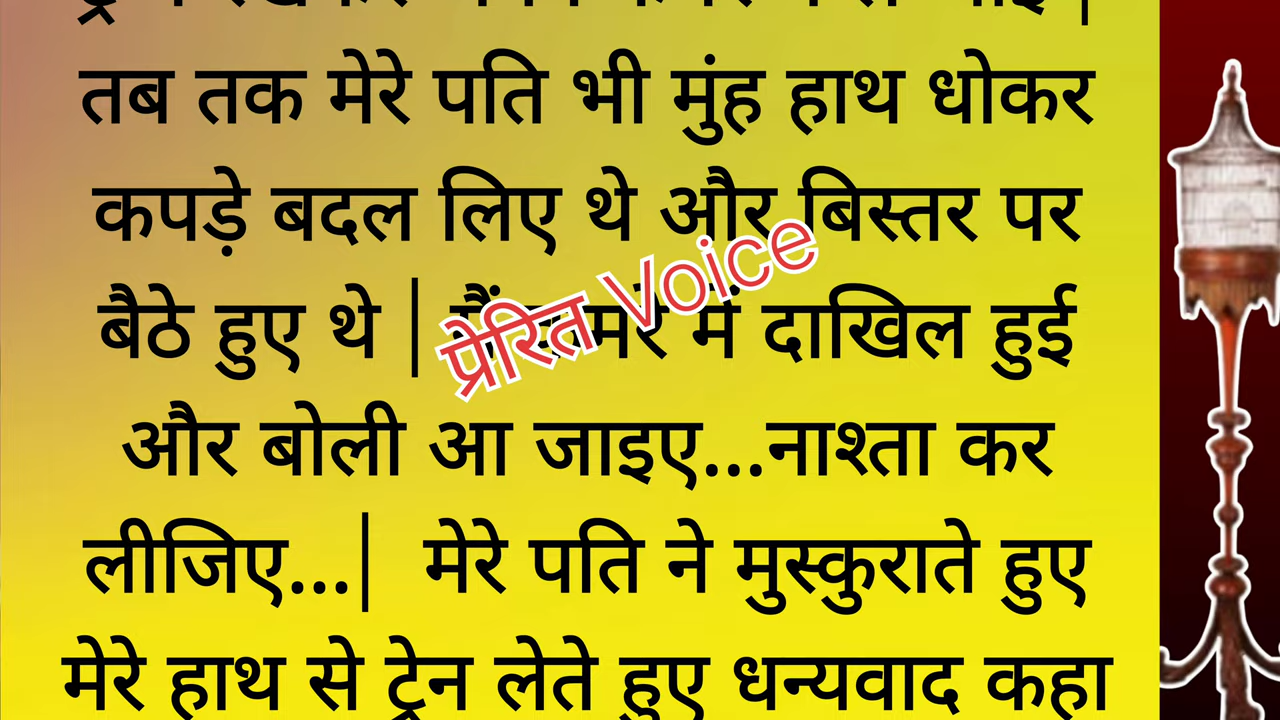 तब तक मेरे पति भी मुंह हाथ धोकर
कपड़े बदल लिए थे और बिस्तर पर
बैठे हुए थे | मैं कमरे में दाखिल हुई
प्रेरित Voice
और बोली आ जाइए...नाश्ता कर
लीजिए...| मेरे पति ने मुस्कुराते हुए
मेरे हाथ से ट्रेन लेते हुए धन्यवाद कहा